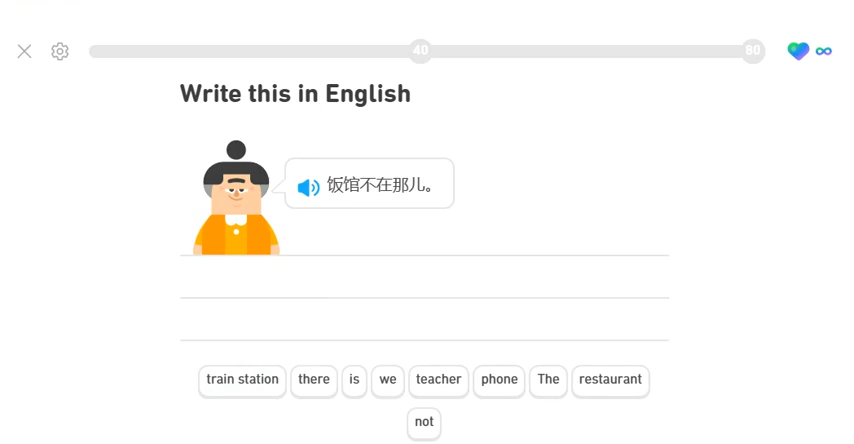 40
80
Write this in English
饭馆不在那儿。
train station there is we teacher phone The restaurant
not